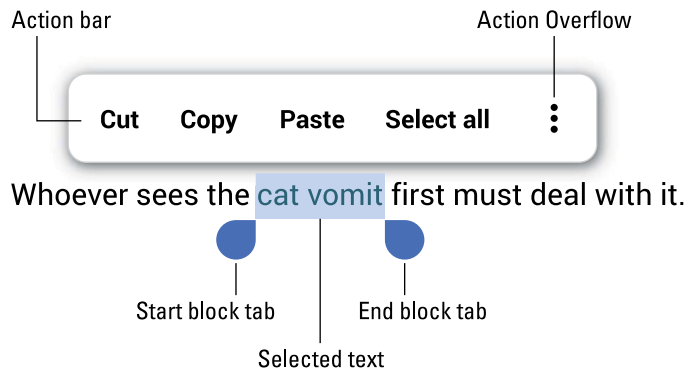 Action bar Action Overflow
Cut Copy Paste Select all
Whoever sees the cat vomit first must deal with it.
Start block tab End block tab
Selected text